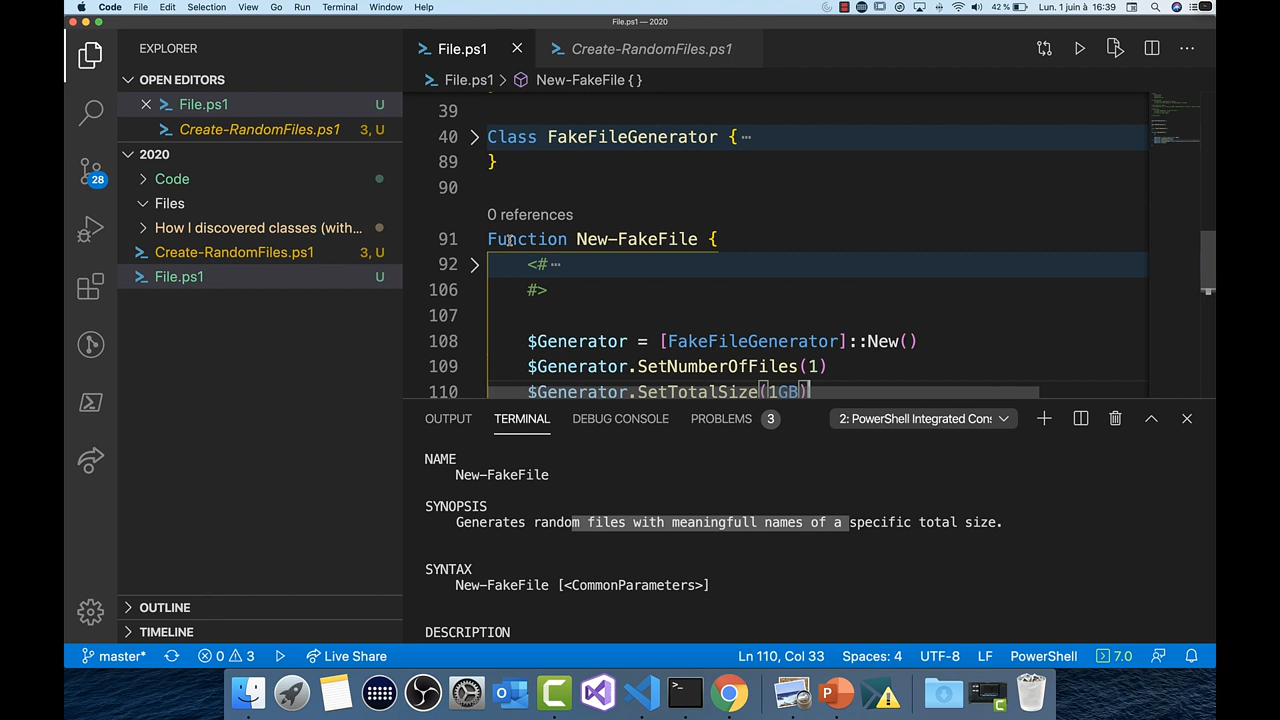 Code File Edit Selection View Go Run Terminal Window Help 42 % Lun. 1 juin à 16:39
File.ps1 — 2020
EXPLORER
OPEN EDITORS
File.ps1 U
Create-RandomFiles.ps1 3, U
2020
Code
Files
How I discovered classes (with...
Create-RandomFiles.ps1 3, U
File.ps1 U
OUTLINE
TIMELINE
28
File.ps1 Create-RandomFiles.ps1
File.ps1 > New-FakeFile { }
39
40 Class FakeFileGenerator {
89 }
90
0 references
91 Function New-FakeFile {
92 <#
106 #>
107
108 $Generator = [FakeFileGenerator]::New()
109 $Generator.SetNumberOfFiles(1)
110 $Generator.SetTotalSize(1GB)
OUTPUT TERMINAL DEBUG CONSOLE PROBLEMS 3 2: PowerShell Integrated Cons
NAME
New-FakeFile
SYNOPSIS
Generates random files with meaningfull names of a specific total size.
SYNTAX
New-FakeFile [<CommonParameters>]
DESCRIPTION
master* 0 3 Live Share Ln 110, Col 33 Spaces: 4 UTF-8 LF PowerShell 7.0